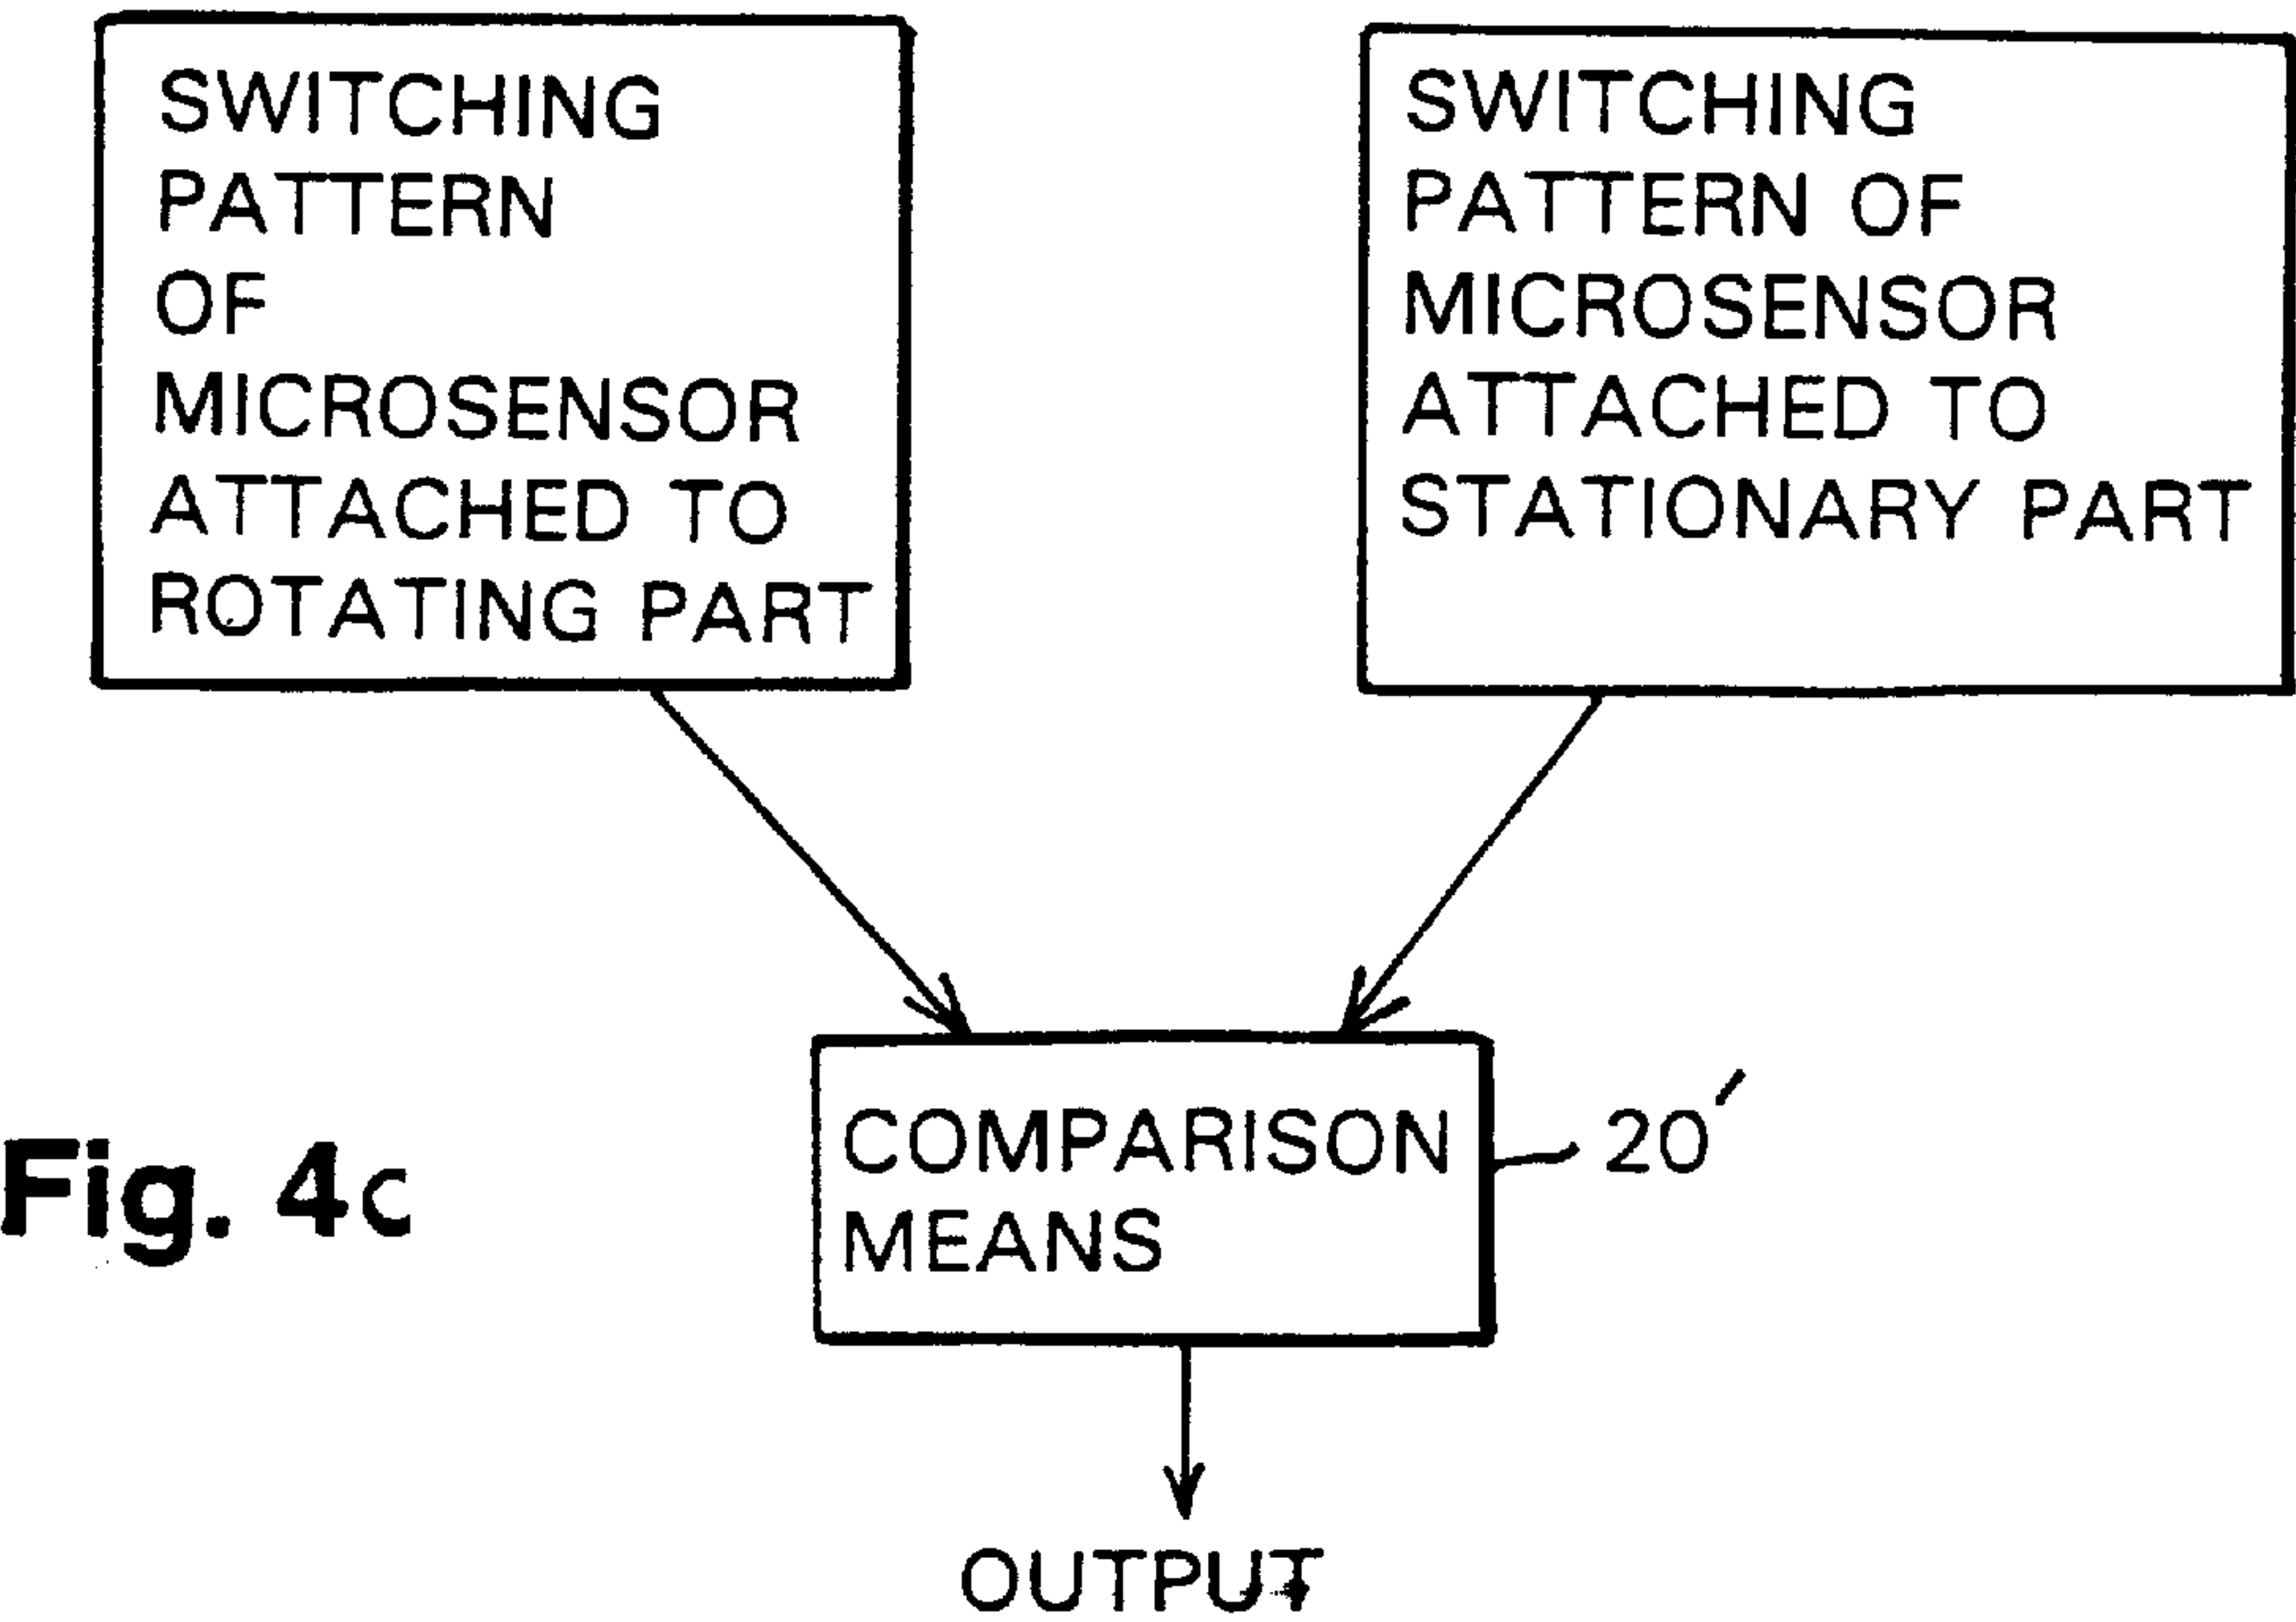 SWITCHING
PATTERN
OF
MICROSENSOR
ATTACHED TO
ROTATING PART
SWITCHING
PATTERN OF
MICROSENSOR
ATTACHED TO
STATIONARY PART
COMPARISON
MEANS
20′
Fig. 4c
OUTPUT